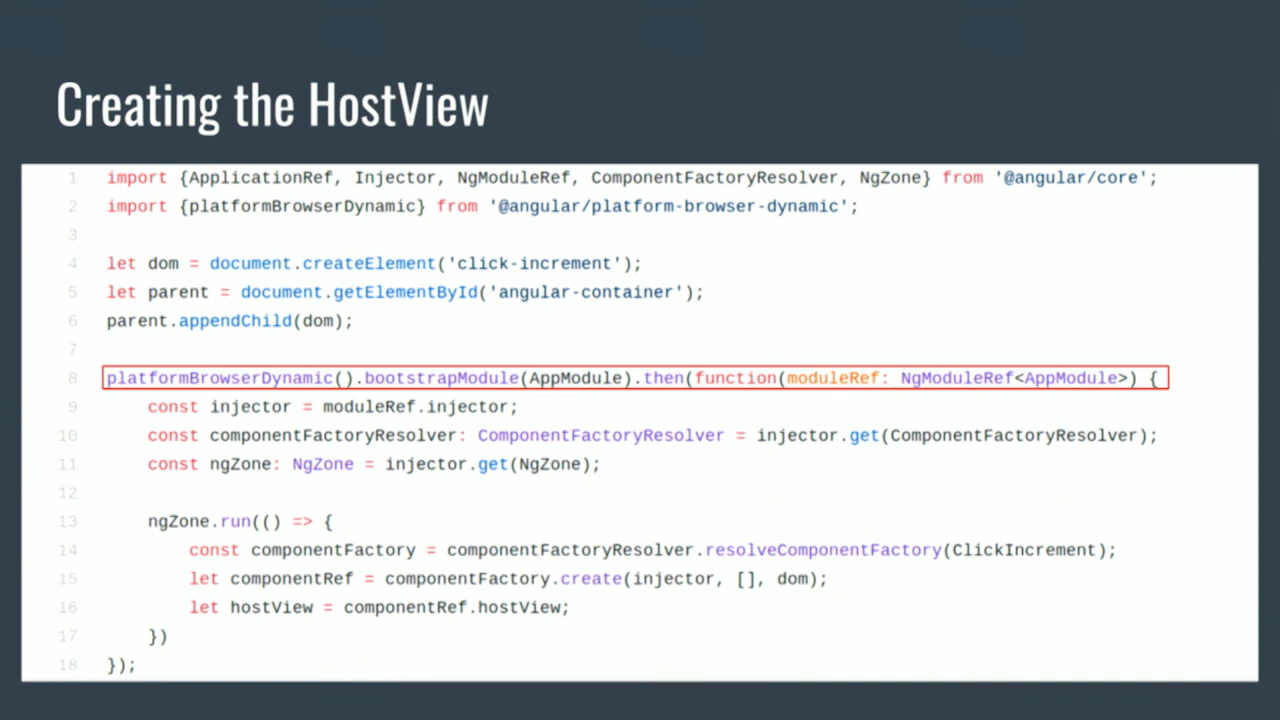 Creating the HostView
1 import {ApplicationRef, Injector, NgModuleRef, ComponentFactoryResolver, NgZone} from '@angular/core';
2 import {platformBrowserDynamic} from '@angular/platform-browser-dynamic';
3
4 let dom = document.createElement('click-increment');
5 let parent = document.getElementById('angular-container');
6 parent.appendChild(dom);
7
8 platformBrowserDynamic().bootstrapModule(AppModule).then(function(moduleRef: NgModuleRef<AppModule>) {
9     const injector = moduleRef.injector;
10     const componentFactoryResolver: ComponentFactoryResolver = injector.get(ComponentFactoryResolver);
11     const ngZone: NgZone = injector.get(NgZone);
12
13     ngZone.run(() => {
14         const componentFactory = componentFactoryResolver.resolveComponentFactory(ClickIncrement);
15         let componentRef = componentFactory.create(injector, [], dom);
16         let hostView = componentRef.hostView;
17     })
18 });